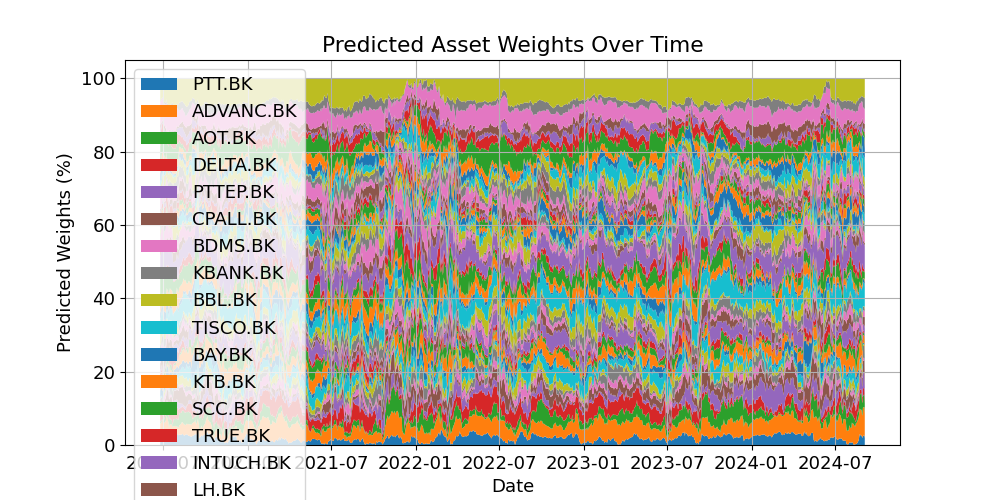 Predicted Asset Weights Over Time
Predicted Weights (%)
100
80
60
40
20
0
PTT.BK
ADVANC.BK
AOT.BK
DELTA.BK
PTTEP.BK
CPALL.BK
BDMS.BK
KBANK.BK
BBL.BK
TISCO.BK
BAY.BK
KTB.BK
SCC.BK
TRUE.BK
INTUCH.BK
LH.BK
2021-07 2022-01 2022-07 2023-01 2023-07 2024-01 2024-07
Date